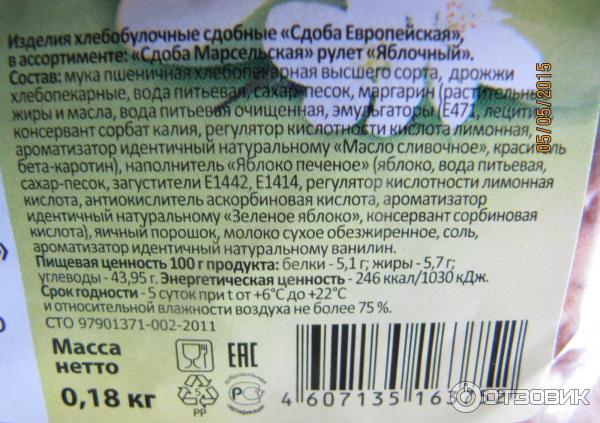 Изделия хлебобулочные сдобные «Сдоба Европейская»,
в ассортименте: «Сдоба Марсельская» рулет «Яблочный».
Состав: мука пшеничная хлебопекарная высшего сорта, дрожжи
хлебопекарные, вода питьевая, сахар-песок, маргарин (растительные
жиры и масла, вода питьевая очищенная, эмульгаторы (Е471, лецитин
консервант сорбат калия, регулятор кислотности кислота лимонная,
ароматизатор идентичный натуральному «Масло сливочное», краситель
бета-каротин), наполнитель «Яблоко печеное» (яблоко, вода питьевая,
сахар-песок, загустители Е1442, Е1414, регулятор кислотности лимонная
кислота, антиокислитель аскорбиновая кислота, ароматизатор
идентичный натуральному «Зеленое яблоко», консервант сорбиновая
кислота), яичный порошок, молоко сухое обезжиренное, соль,
ароматизатор идентичный натуральному ванилин.
Пищевая ценность 100 г продукта: белки - 5,1 г; жиры - 5,7 г;
углеводы - 43,95 г. Энергетическая ценность - 246 ккал/1030 кДж.
Срок годности - 5 суток при t от +6°С до +22°С
и относительной влажности воздуха не более 75 %.
СТО 97901371-002-2011
Масса
нетто
0,18 кг
ЕАС
5
PP
добровольная
сертификация
4 607135 163
05/05/2015
ОТЗОВИК